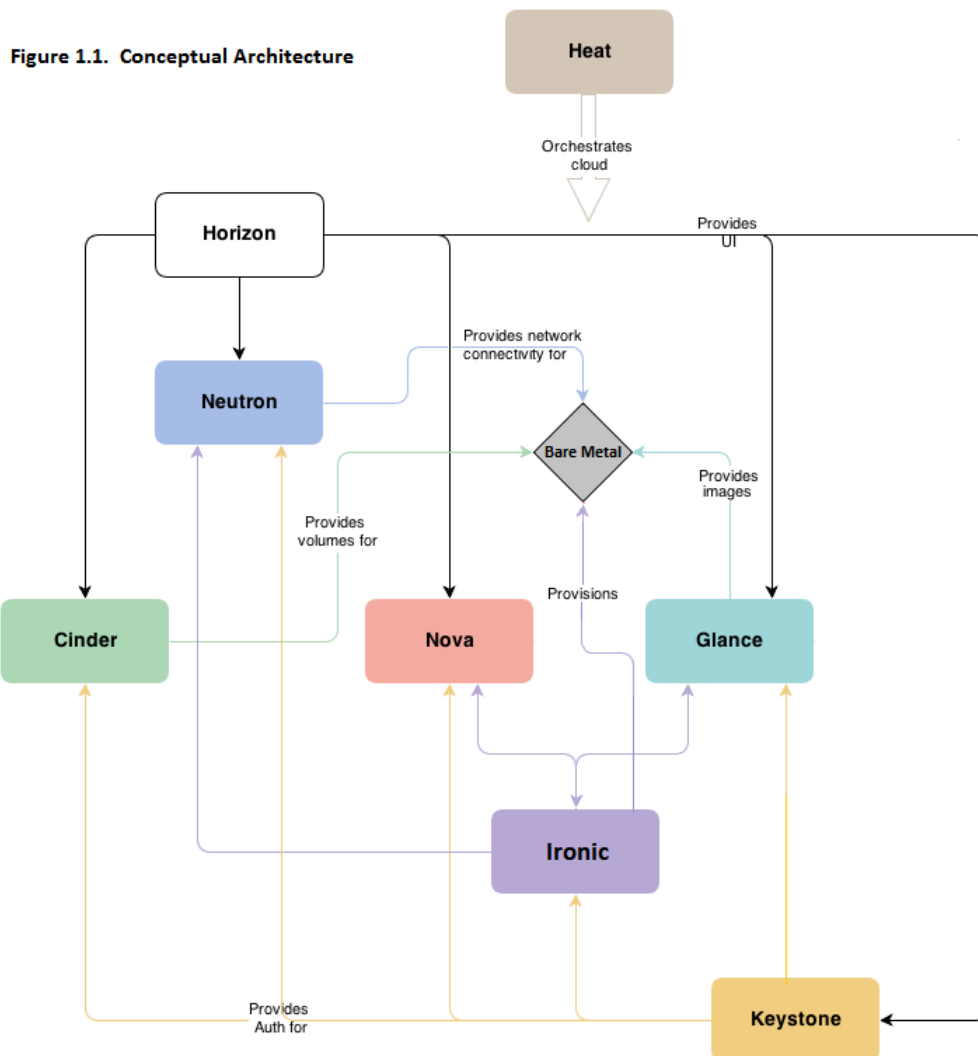 Figure 1.1.  Conceptual Architecture
Heat
Orchestrates
cloud
Horizon
Provides
UI
Provides network
connectivity for
Neutron
Bare Metal
Provides
images
Provides
volumes for
Provisions
Cinder
Nova
Glance
Ironic
Provides
Auth for
Keystone